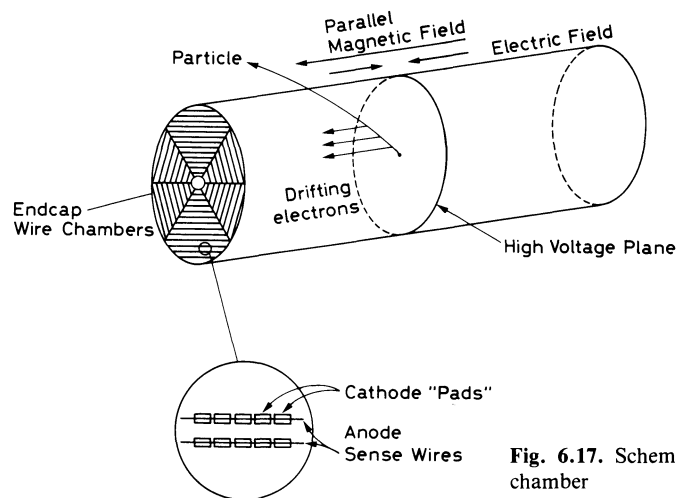 Parallel
Magnetic Field
Electric Field
Particle
Drifting
electrons
Endcap
Wire Chambers
High Voltage Plane
Cathode "Pads"
Anode
Sense Wires
Fig. 6.17. Schem
chamber